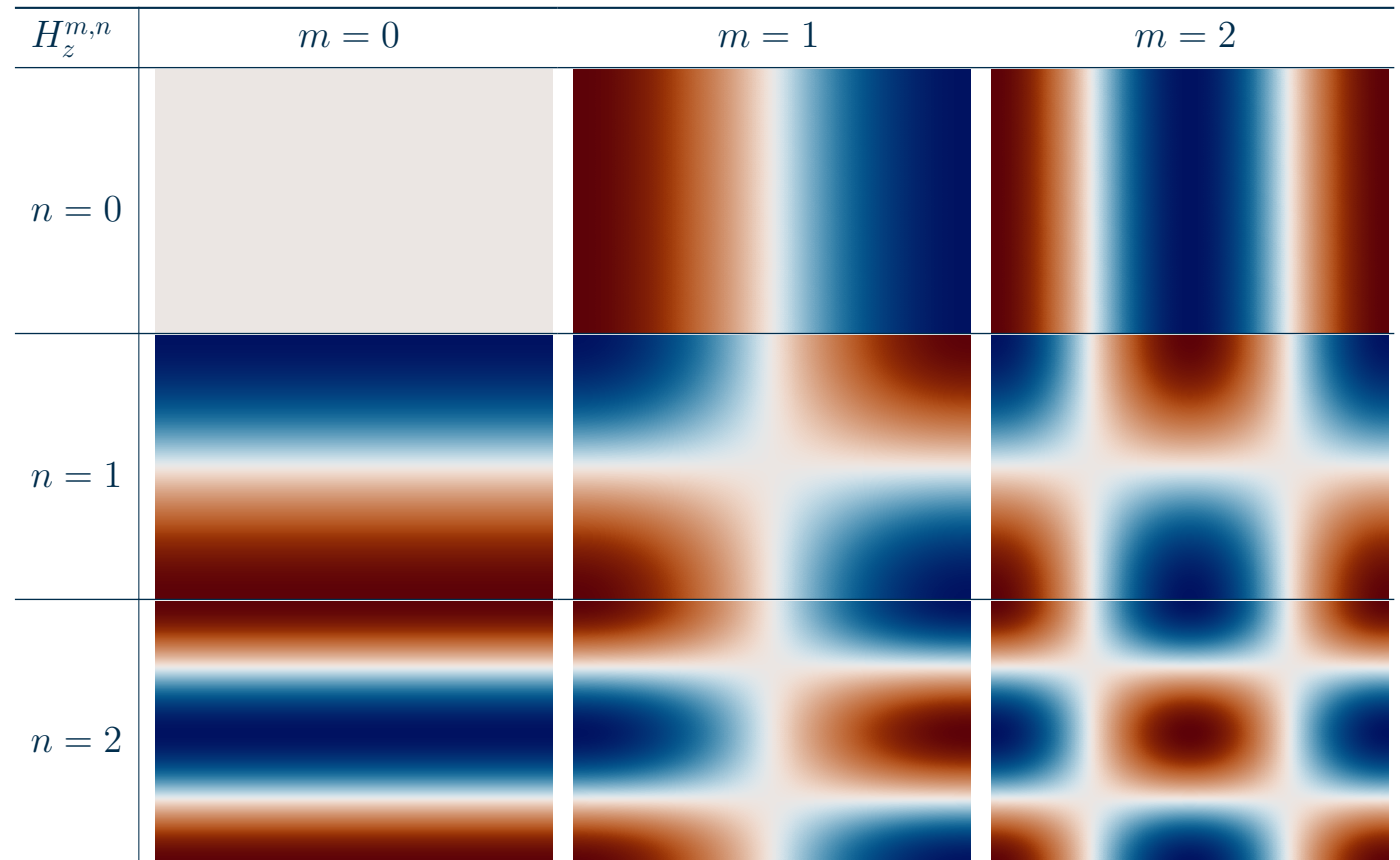 $H_z^{m,n}$ $m = 0$ $m = 1$ $m = 2$
$n = 0$
$n = 1$
$n = 2$